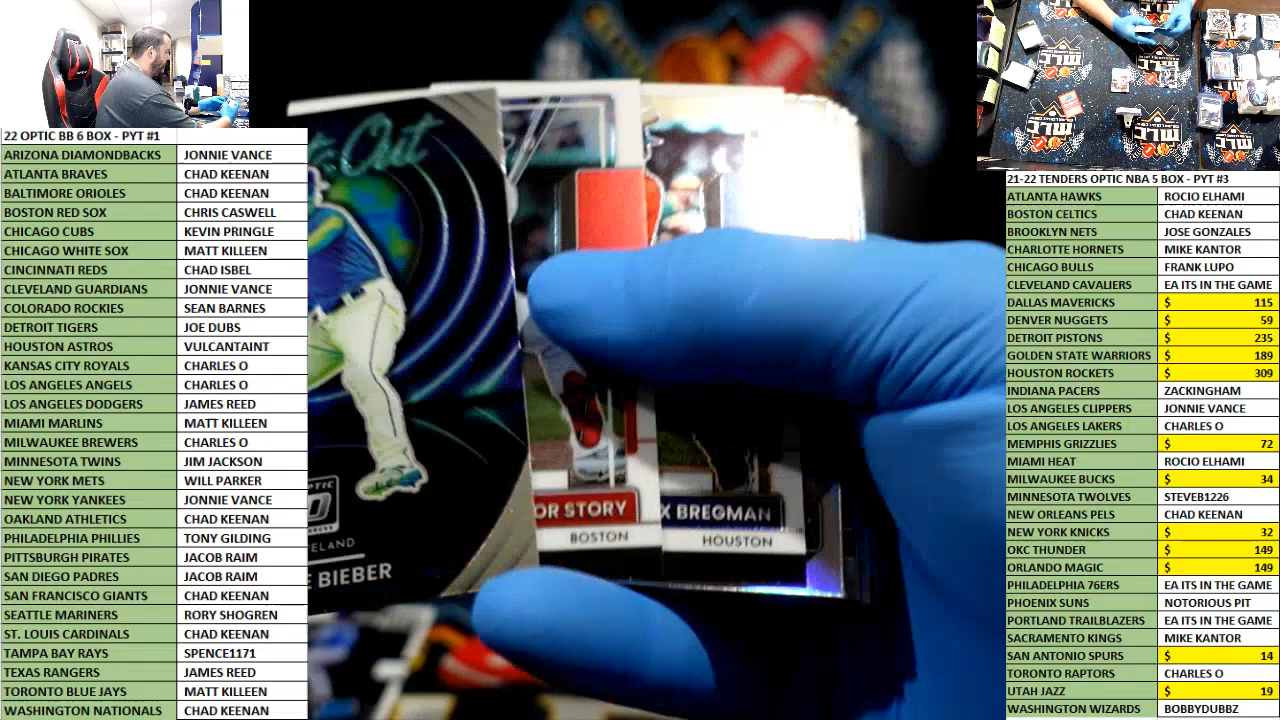 22 OPTIC BB 6 BOX - PYT #1
ARIZONA DIAMONDBACKS JONNIE VANCE
ATLANTA BRAVES CHAD KEENAN
BALTIMORE ORIOLES CHAD KEENAN
BOSTON RED SOX CHRIS CASWELL
CHICAGO CUBS KEVIN PRINGLE
CHICAGO WHITE SOX MATT KILLEEN
CINCINNATI REDS CHAD ISBEL
CLEVELAND GUARDIANS JONNIE VANCE
COLORADO ROCKIES SEAN BARNES
DETROIT TIGERS JOE DUBS
HOUSTON ASTROS VULCANTAINT
KANSAS CITY ROYALS CHARLES O
LOS ANGELES ANGELS CHARLES O
LOS ANGELES DODGERS JAMES REED
MIAMI MARLINS MATT KILLEEN
MILWAUKEE BREWERS CHARLES O
MINNESOTA TWINS JIM JACKSON
NEW YORK METS WILL PARKER
NEW YORK YANKEES JONNIE VANCE
OAKLAND ATHLETICS CHAD KEENAN
PHILADELPHIA PHILLIES TONY GILDING
PITTSBURGH PIRATES JACOB RAIM
SAN DIEGO PADRES JACOB RAIM
SAN FRANCISCO GIANTS CHAD KEENAN
SEATTLE MARINERS RORY SHOGREN
ST. LOUIS CARDINALS CHAD KEENAN
TAMPA BAY RAYS SPENCE1171
TEXAS RANGERS JAMES REED
TORONTO BLUE JAYS MATT KILLEEN
WASHINGTON NATIONALS CHAD KEENAN
Out
ELAND
E BIEBER
OR STORY
BOSTON
X BREGMAN
HOUSTON
21-22 TENDERS OPTIC NBA 5 BOX - PYT #3
ATLANTA HAWKS ROCIO ELHAMI
BOSTON CELTICS CHAD KEENAN
BROOKLYN NETS JOSE GONZALES
CHARLOTTE HORNETS MIKE KANTOR
CHICAGO BULLS FRANK LUPO
CLEVELAND CAVALIERS EA ITS IN THE GAME
DALLAS MAVERICKS $ 115
DENVER NUGGETS $ 59
DETROIT PISTONS $ 235
GOLDEN STATE WARRIORS $ 189
HOUSTON ROCKETS $ 309
INDIANA PACERS ZACKINGHAM
LOS ANGELES CLIPPERS JONNIE VANCE
LOS ANGELES LAKERS CHARLES O
MEMPHIS GRIZZLIES $ 72
MIAMI HEAT ROCIO ELHAMI
MILWAUKEE BUCKS $ 34
MINNESOTA TWOLVES STEVEB1226
NEW ORLEANS PELS CHAD KEENAN
NEW YORK KNICKS $ 32
OKC THUNDER $ 149
ORLANDO MAGIC $ 149
PHILADELPHIA 76ERS EA ITS IN THE GAME
PHOENIX SUNS NOTORIOUS PIT
PORTLAND TRAILBLAZERS EA ITS IN THE GAME
SACRAMENTO KINGS MIKE KANTOR
SAN ANTONIO SPURS $ 14
TORONTO RAPTORS CHARLES O
UTAH JAZZ $ 19
WASHINGTON WIZARDS BOBBYDUBBZ